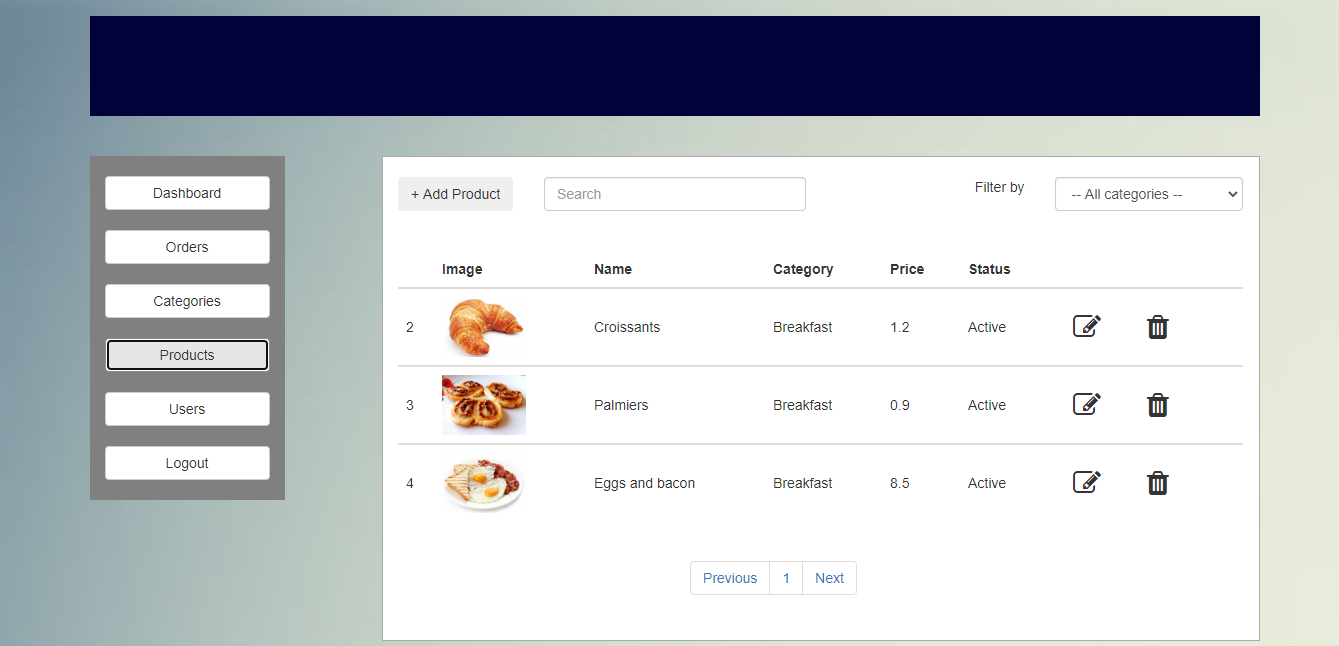 Dashboard
Orders
Categories
Products
Users
Logout
+ Add Product Search Filter by -- All categories --
Image Name Category Price Status
2 Croissants Breakfast 1.2 Active
3 Palmiers Breakfast 0.9 Active
4 Eggs and bacon Breakfast 8.5 Active
Previous 1 Next